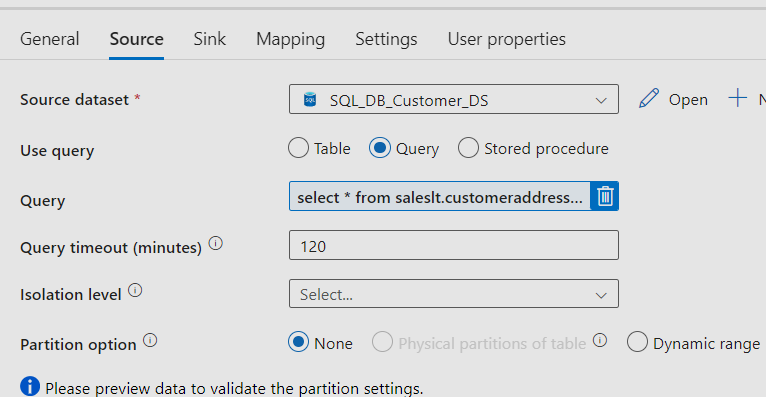 General Source Sink Mapping Settings User properties
Source dataset * SQL SQL_DB_Customer_DS Open N
Use query Table Query Stored procedure
Query select * from saleslt.customeraddress...
Query timeout (minutes) 120
Isolation level Select...
Partition option None Physical partitions of table Dynamic range
Please preview data to validate the partition settings.